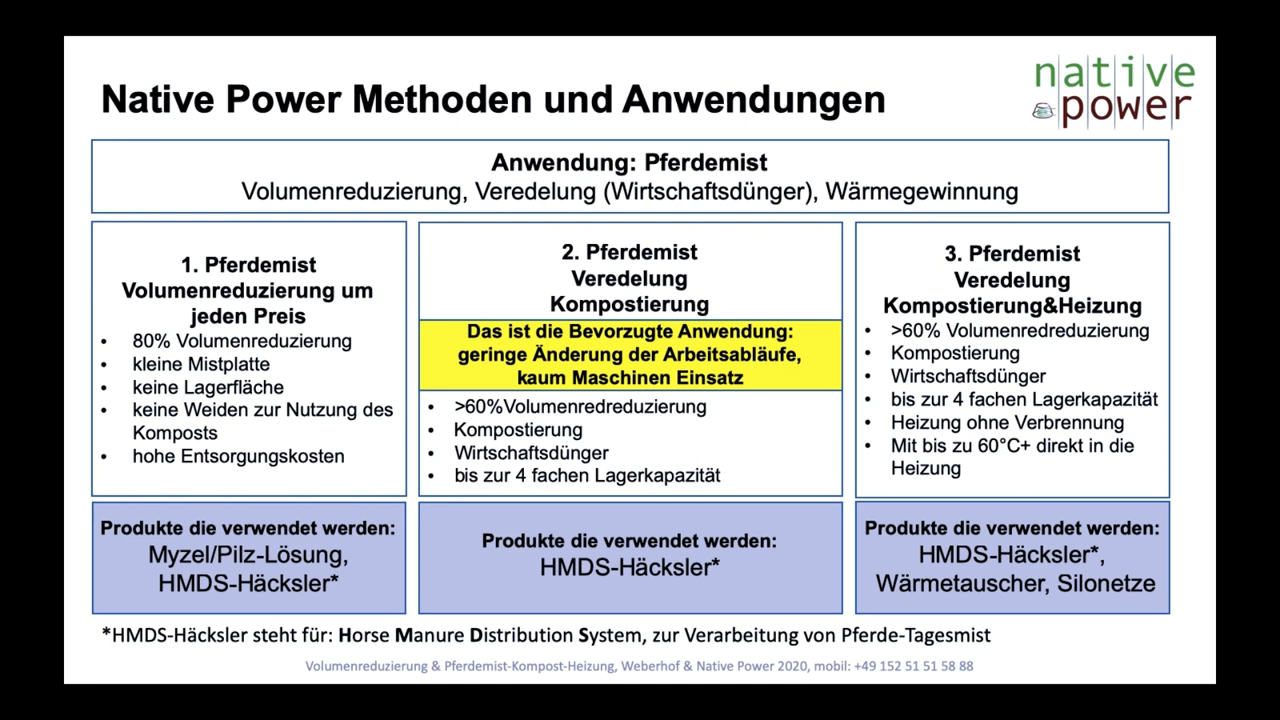 native
power
Native Power Methoden und Anwendungen
Anwendung: Pferdemist
Volumenreduzierung, Veredelung (Wirtschaftsdünger), Wärmegewinnung
1. Pferdemist
Volumenreduzierung um
jeden Preis
• 80% Volumenreduzierung
• kleine Mistplatte
• keine Lagerfläche
• keine Weiden zur Nutzung des
Komposts
• hohe Entsorgungskosten
Produkte die verwendet werden:
Myzel/Pilz-Lösung,
HMDS-Häcksler*
2. Pferdemist
Veredelung
Kompostierung
Das ist die Bevorzugte Anwendung:
geringe Änderung der Arbeitsabläufe,
kaum Maschinen Einsatz
• >60%Volumenredreduzierung
• Kompostierung
• Wirtschaftsdünger
• bis zur 4 fachen Lagerkapazität
Produkte die verwendet werden:
HMDS-Häcksler*
3. Pferdemist
Veredelung
Kompostierung&Heizung
• >60% Volumenredreduzierung
• Kompostierung
• Wirtschaftsdünger
• bis zur 4 fachen Lagerkapazität
• Heizung ohne Verbrennung
• Mit bis zu 60°C+ direkt in die
Heizung
Produkte die verwendet werden:
HMDS-Häcksler*,
Wärmetauscher, Silonetze
*HMDS-Häcksler steht für: Horse Manure Distribution System, zur Verarbeitung von Pferde-Tagesmist
Volumenreduzierung & Pferdemist-Kompost-Heizung, Weberhof & Native Power 2020, mobil: +49 152 51 51 58 88